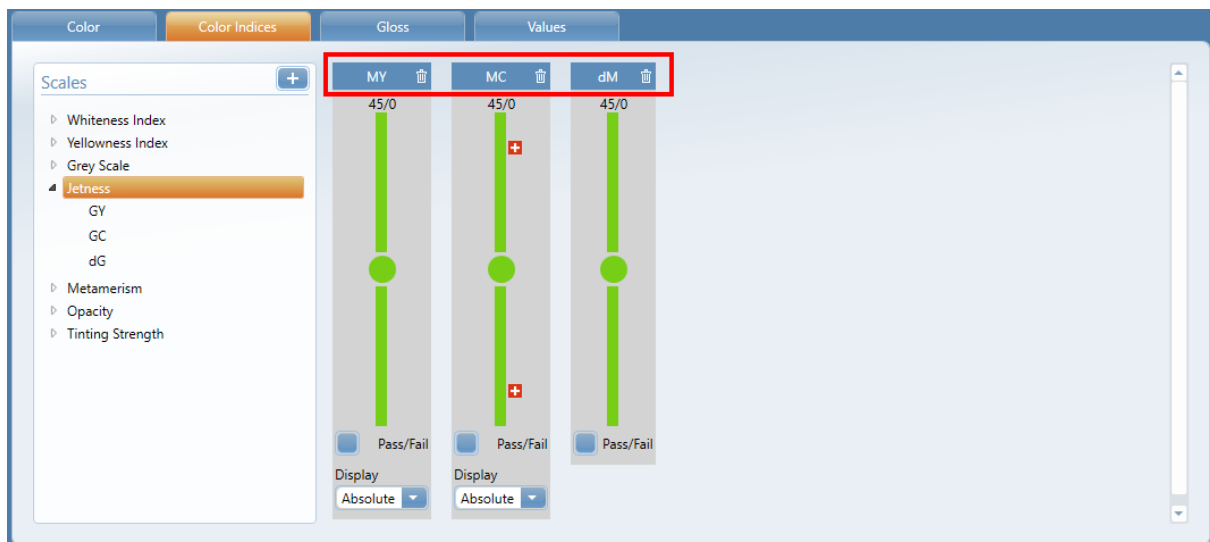 Color Color Indices Gloss Values
Scales
Whiteness Index
Yellowness Index
Grey Scale
Jetness
GY
GC
dG
Metamerism
Opacity
Tinting Strength
MY MC dM
45/0 45/0 45/0
Pass/Fail Pass/Fail Pass/Fail
Display Display
Absolute Absolute